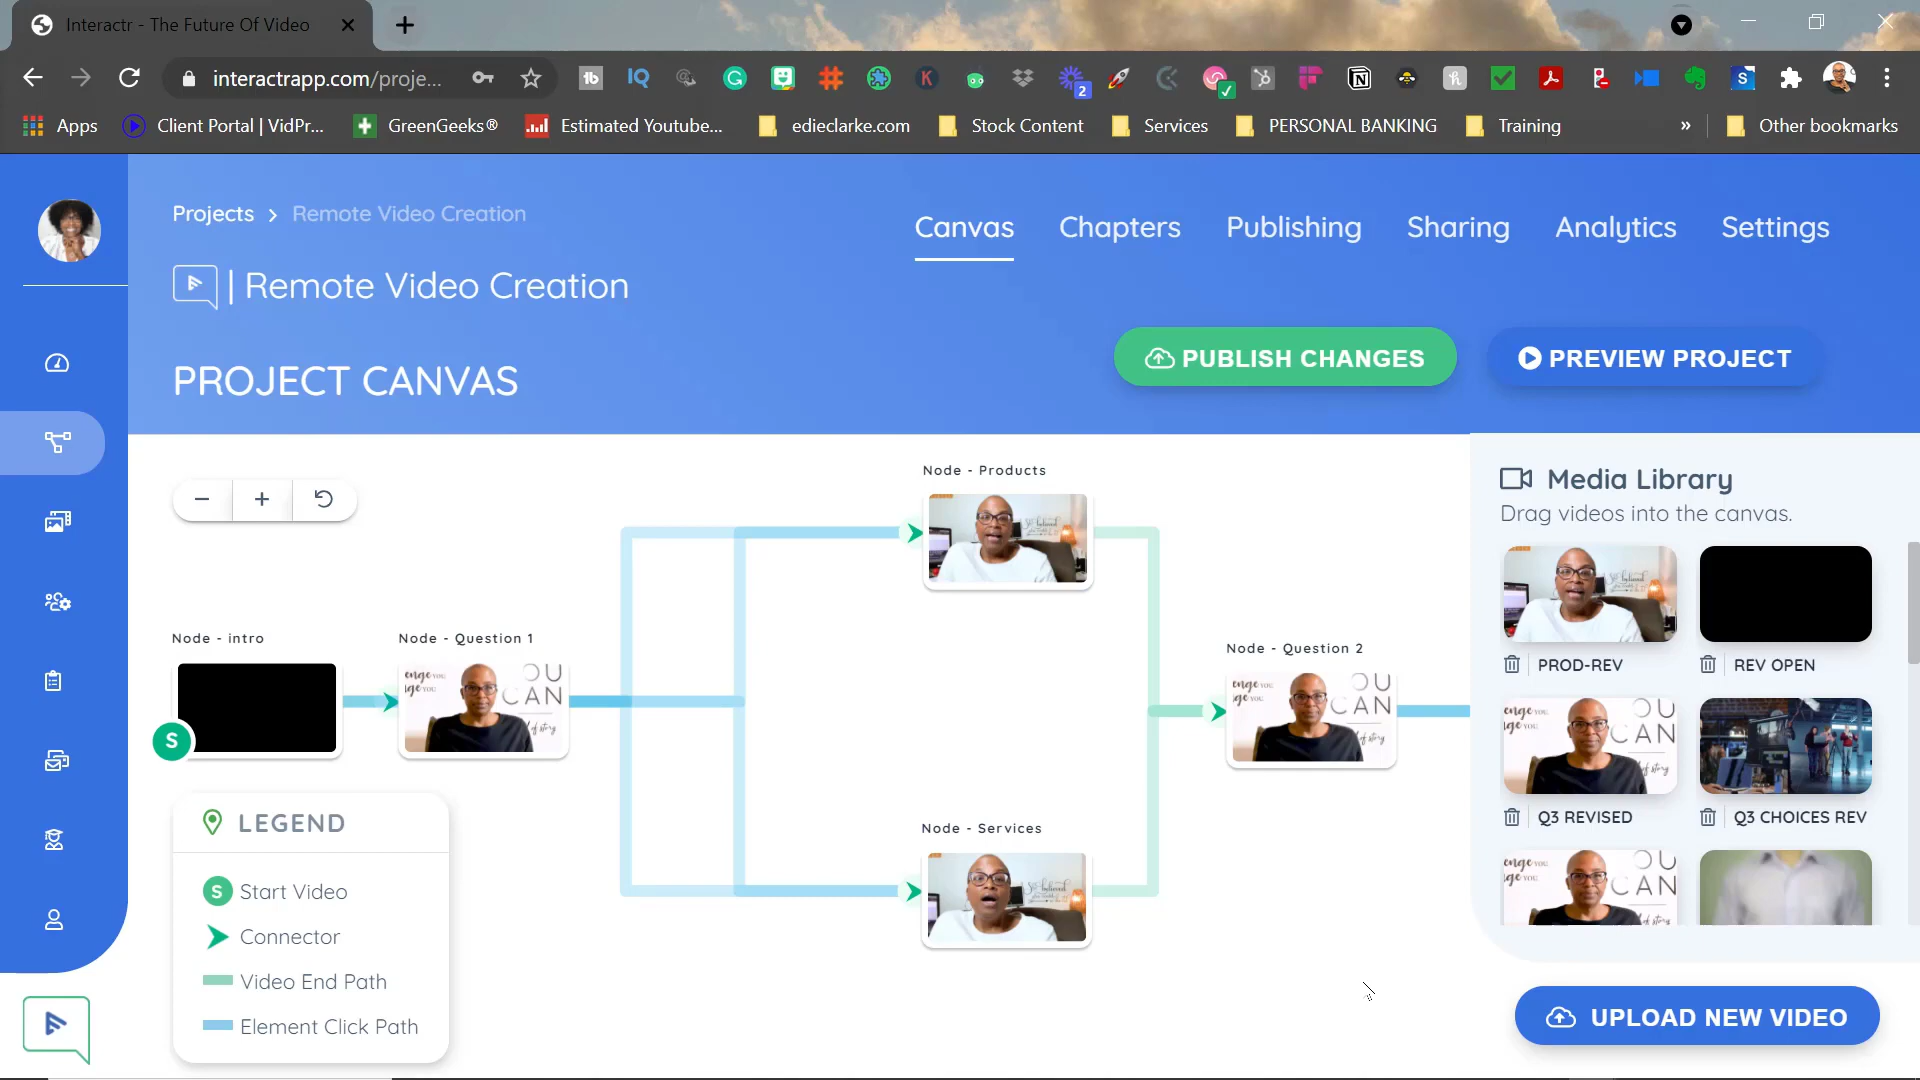 Interactr - The Future Of Video
interactrapp.com/proje...
2
Apps
Client Portal | VidPr...
GreenGeeks®
Estimated Youtube...
edieclarke.com
Stock Content
Services
PERSONAL BANKING
Training
»
Other bookmarks
Projects > Remote Video Creation
Canvas
Chapters
Publishing
Sharing
Analytics
Settings
| Remote Video Creation
PUBLISH CHANGES
PREVIEW PROJECT
PROJECT CANVAS
Node - Products
Media Library
Drag videos into the canvas.
Node - intro
Node - Question 1
Node - Question 2
S
PROD-REV
REV OPEN
Q3 REVISED
Q3 CHOICES REV
Node - Services
LEGEND
S Start Video
Connector
Video End Path
Element Click Path
UPLOAD NEW VIDEO